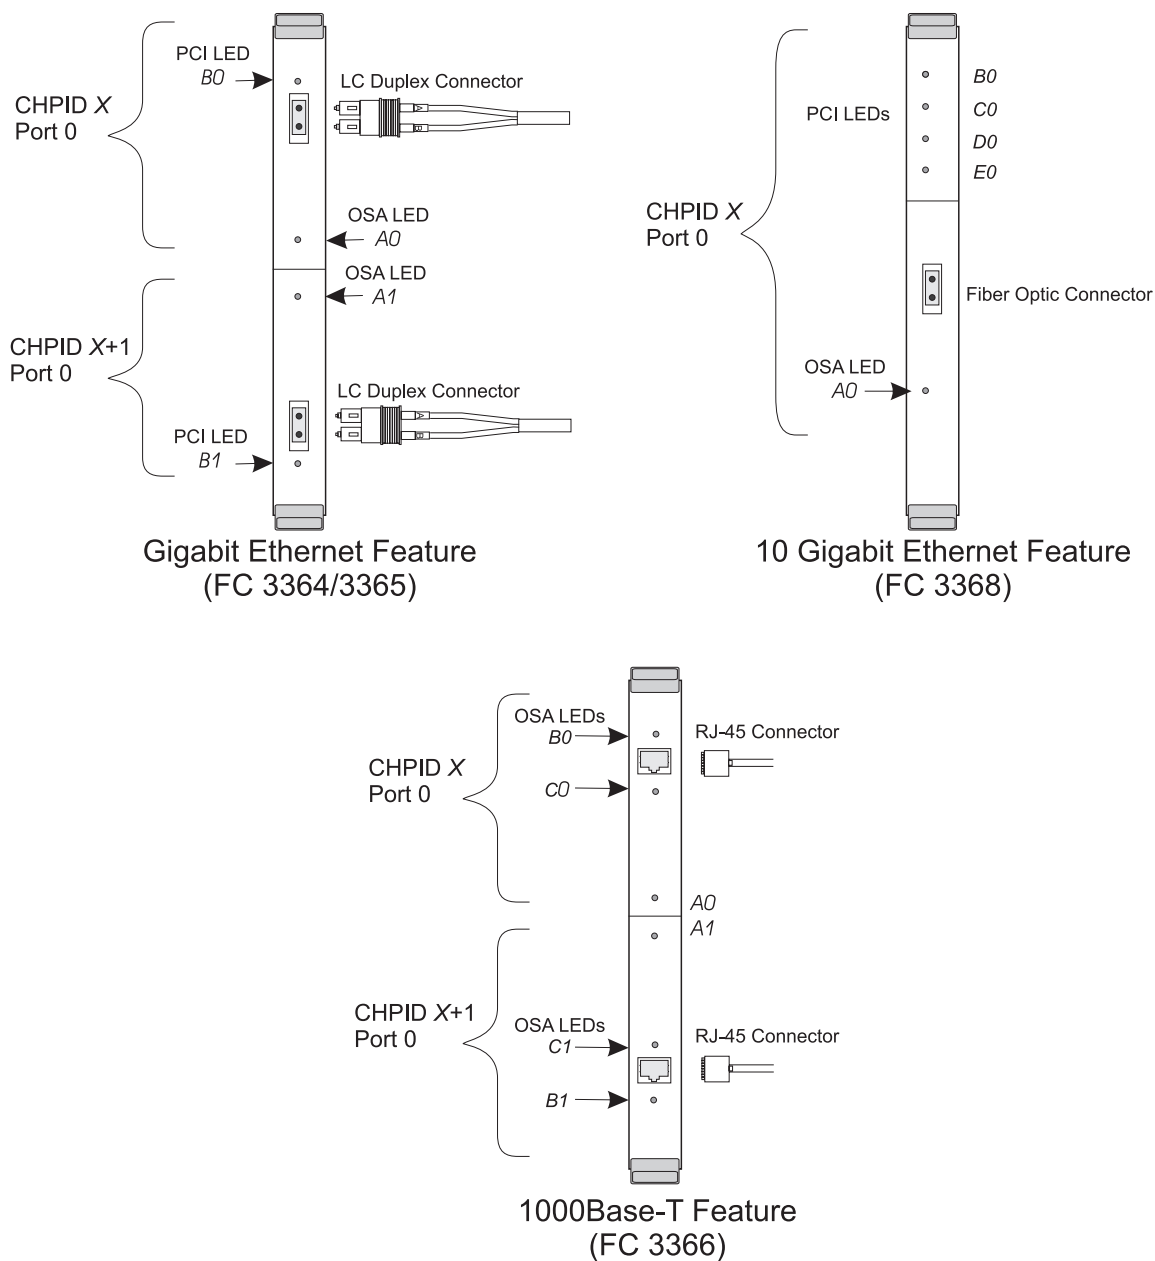 PCI LED
B0
LC Duplex Connector
CHPID X
Port 0
OSA LED
A0
OSA LED
A1
CHPID X+1
Port 0
LC Duplex Connector
PCI LED
B1
Gigabit Ethernet Feature
(FC 3364/3365)
PCI LEDs
B0
C0
D0
E0
CHPID X
Port 0
Fiber Optic Connector
OSA LED
A0
10 Gigabit Ethernet Feature
(FC 3368)
OSA LEDs
B0
RJ-45 Connector
CHPID X
Port 0
C0
A0
A1
CHPID X+1
Port 0
OSA LEDs
C1
RJ-45 Connector
B1
1000Base-T Feature
(FC 3366)